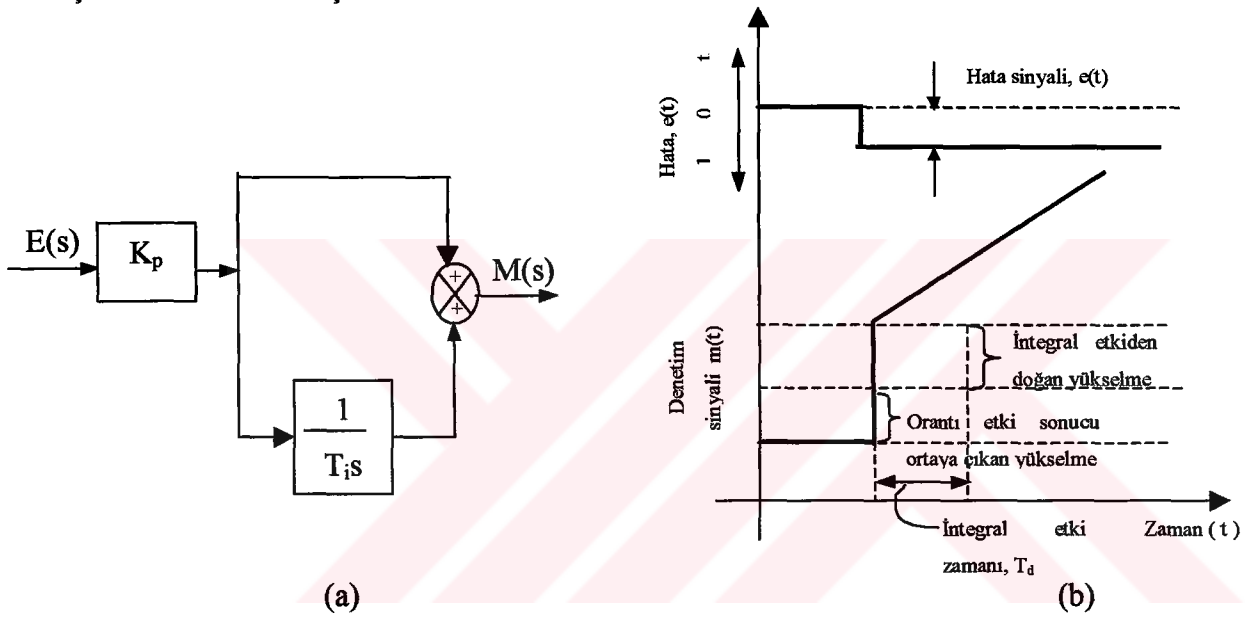 E(s)
Kp
M(s)
+
+
1
Tis
(a)
Hata, e(t)
1 0 t
Hata sinyali, e(t)
Denetim
sinyali m(t)
İntegral etkiden
doğan yükselme
Orantı etki sonucu
ortaya çıkan yükselme
İntegral etki
zamanı, Td
Zaman (t)
(b)